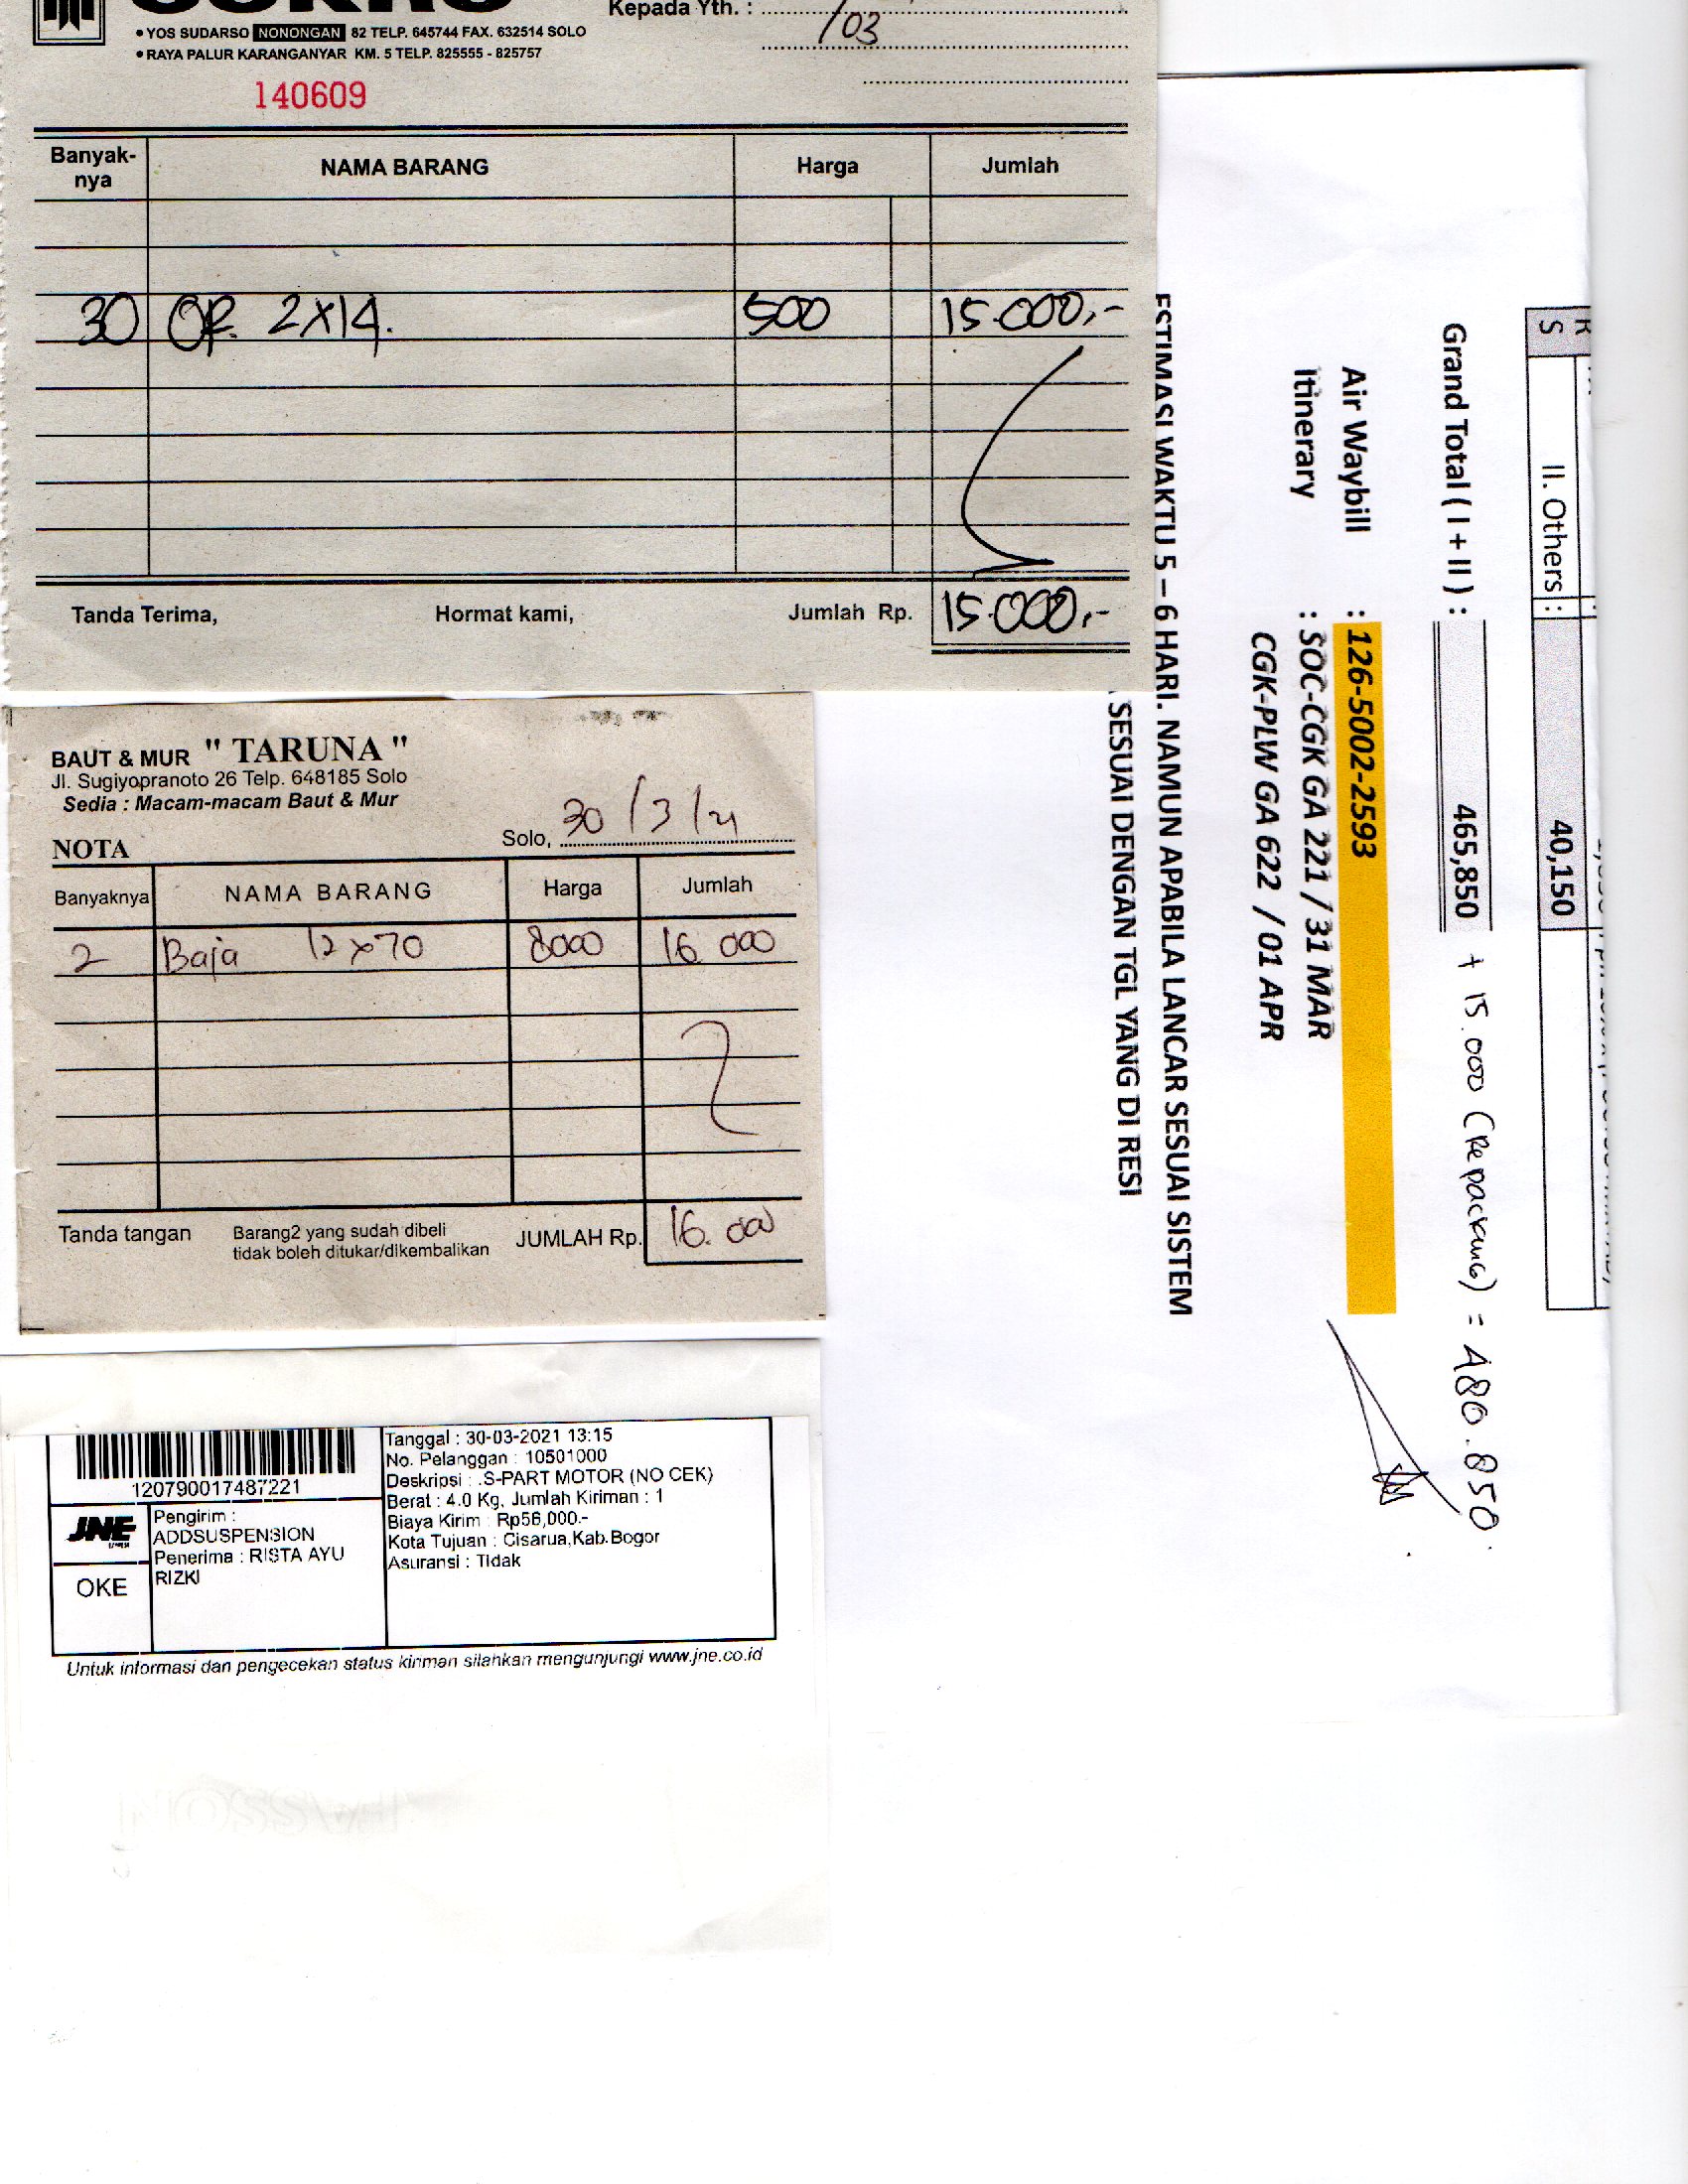 Kepada Yth. :
/03
• YOS SUDARSO NONONGAN 82 TELP. 645744 FAX. 632514 SOLO
• RAYA PALUR KARANGANYAR KM. 5 TELP. 825555 - 825757
140609
Banyak-nya NAMA BARANG Harga Jumlah
30 OR. 2X14. 500 15.000,-
Tanda Terima, Hormat kami, Jumlah Rp. 15.000,-
BAUT & MUR " TARUNA "
Jl. Sugiyopranoto 26 Telp. 648185 Solo
Sedia : Macam-macam Baut & Mur
NOTA Solo, 30/3/21
Banyaknya NAMA BARANG Harga Jumlah
2 Baja 12x70 8000 16 000
Tanda tangan Barang2 yang sudah dibeli
tidak boleh ditukar/dikembalikan JUMLAH Rp. 16.000
120790017487221
JNE
OKE
Pengirim :
ADDSUSPENSION
Penerima : RISTA AYU
RIZKI
Tanggal : 30-03-2021 13:15
No. Pelanggan : 10501000
Deskripsi : .S-PART MOTOR (NO CEK)
Berat : 4.0 Kg, Jumlah Kiriman : 1
Biaya Kirim : Rp56,000.-
Kota Tujuan : Cisarua,Kab.Bogor
Asuransi : Tidak
Untuk informasi dan pengecekan status kiriman silahkan mengunjungi www.jne.co.id
S II. Others : 40,150
Grand Total ( I + II ) : 465,850 + 15.000 (Repacking) = 480.850
Air Waybill : 126-5002-2593
Itinerary : SOC-CGK GA 221 / 31 MAR
CGK-PLW GA 622 / 01 APR
ESTIMASI WAKTU 5 – 6 HARI. NAMUN APABILA LANCAR SESUAI SISTEM
SESUAI DENGAN TGL YANG DI RESI